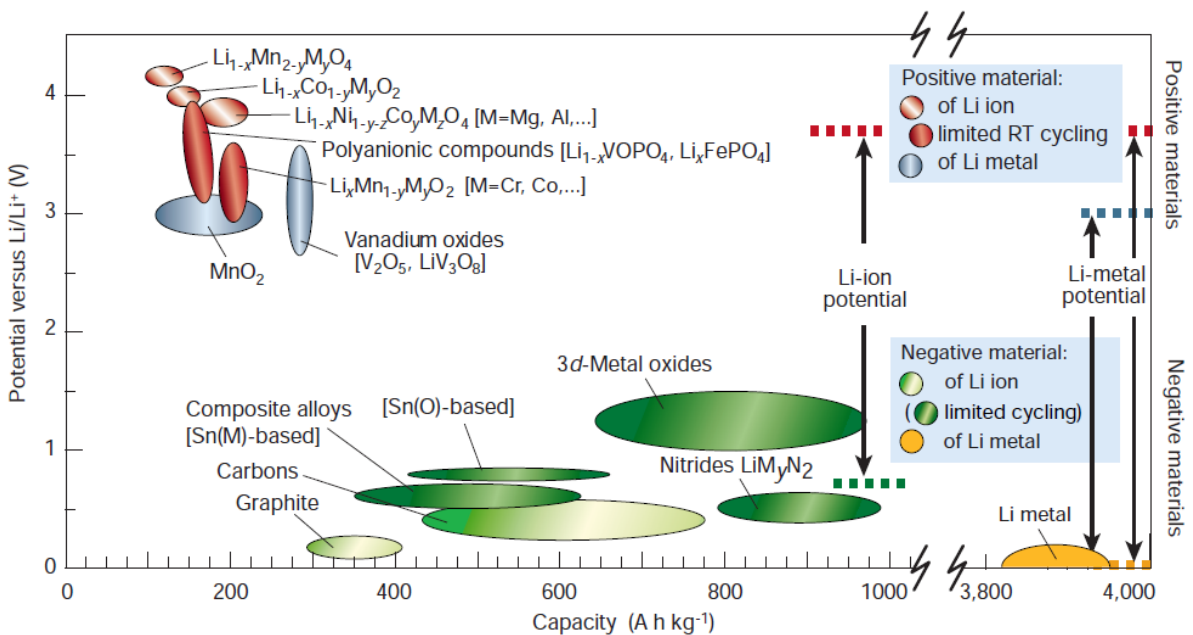 Potential versus Li/Li⁺ (V)
4
3
2
1
0
Li₁₋ₓMn₂₋yMyO₄
Li₁₋ₓCo₁₋yMyO₂
Li₁₋ₓNi₁₋y₋zCoyMzO₄ [M=Mg, Al,...]
Polyanionic compounds [Li₁₋ₓVOPO₄, LiₓFePO₄]
LiₓMn₁₋yMyO₂ [M=Cr, Co,...]
Vanadium oxides
[V₂O₅, LiV₃O₈]
MnO₂
Positive material:
of Li ion
limited RT cycling
of Li metal
Positive materials
Li-ion
potential
Li-metal
potential
3d-Metal oxides
Negative material:
of Li ion
( limited cycling)
of Li metal
Negative materials
Composite alloys
[Sn(M)-based]
[Sn(O)-based]
Carbons
Graphite
Nitrides LiMyN₂
Li metal
0
200
400
600
800
1000
3,800
4,000
Capacity (A h kg⁻¹)